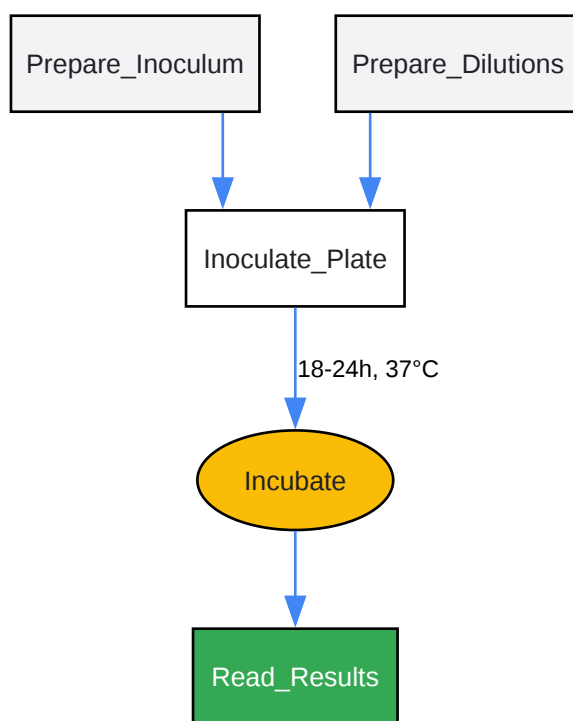 Prepare_Inoculum
Prepare_Dilutions
Inoculate_Plate
18-24h, 37°C
Incubate
Read_Results